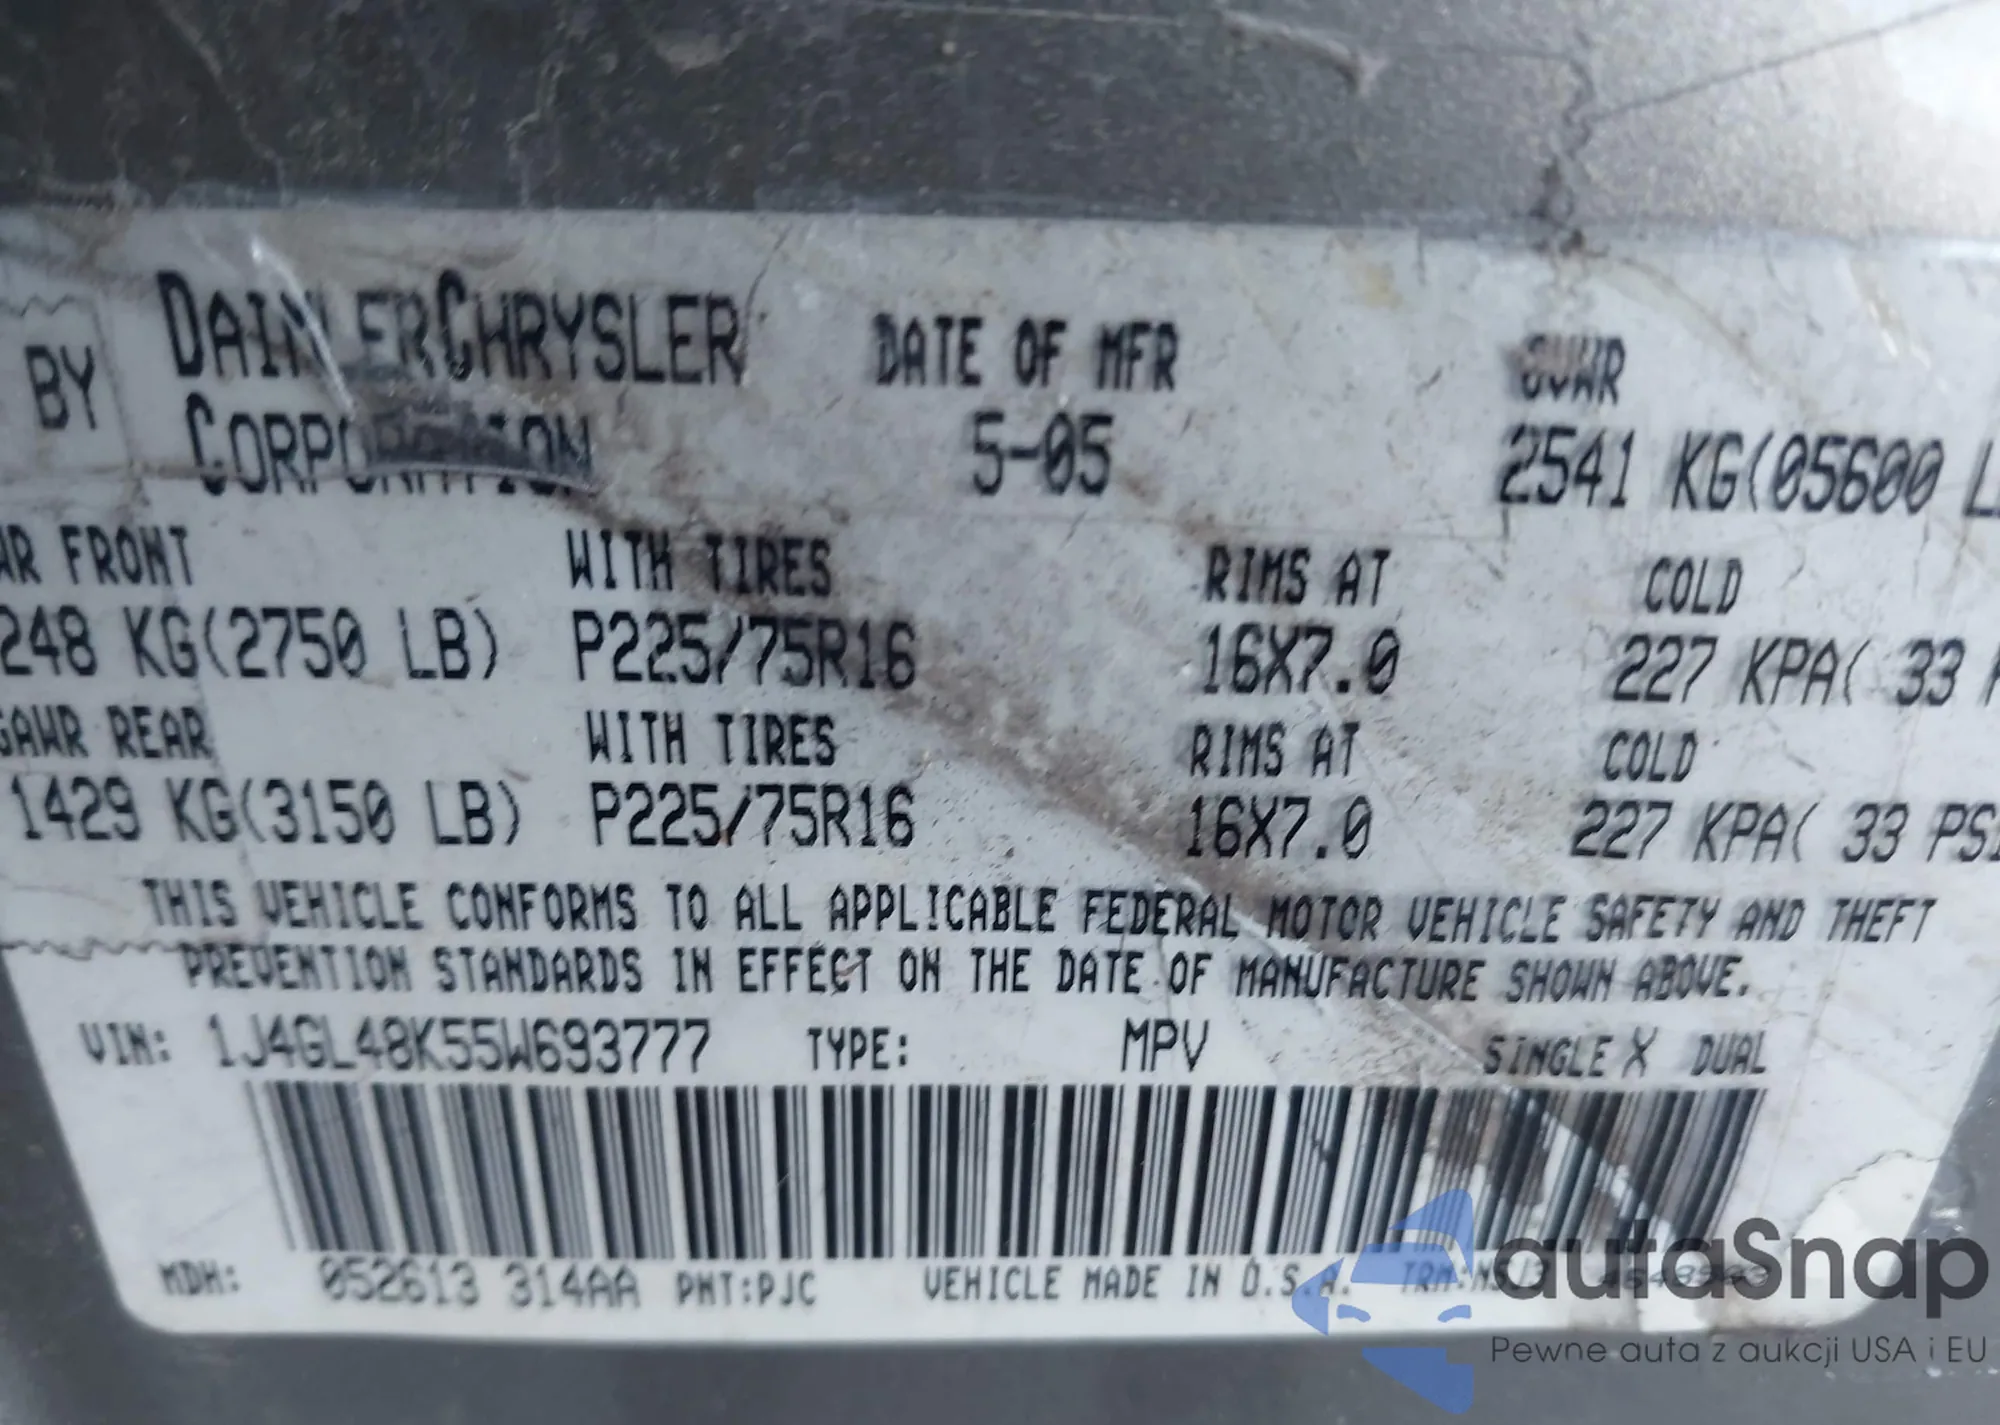 BY DAIMLERCHRYSLER CORPORATION DATE OF MFR 5-05 GVWR 2541 KG(05600 L
FRONT WITH TIRES RIMS AT COLD
248 KG(2750 LB) P225/75R16 16X7.0 227 KPA( 33
GAWR REAR WITH TIRES RIMS AT COLD
1429 KG(3150 LB) P225/75R16 16X7.0 227 KPA( 33 PSI
THIS VEHICLE CONFORMS TO ALL APPLICABLE FEDERAL MOTOR VEHICLE SAFETY AND THEFT
PREVENTION STANDARDS IN EFFECT ON THE DATE OF MANUFACTURE SHOWN ABOVE.
VIN: 1J4GL48K55W693777 TYPE: MPV SINGLE X DUAL
MDH: 052613 314AA PNT:PJC VEHICLE MADE IN U.S.A.
autaSnap
Pewne auta z aukcji USA i EU